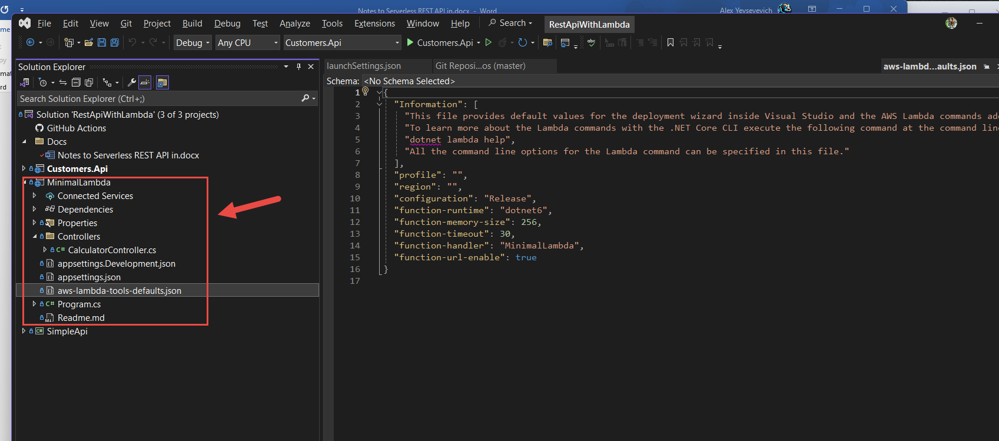 Notes to Serverless REST API in.docx - Word
Alex Yevsevevich
File Edit View Git Project Build Debug Test Analyze Tools Extensions Window Help Search RestApiWithLambda
Debug Any CPU Customers.Api Customers.Api
me
py
mat
rd
Solution Explorer
launchSettings.json Git Reposi...os (master) aws-lambd...aults.json
Schema: <No Schema Selected>
Search Solution Explorer (Ctrl+;)
Solution 'RestApiWithLambda' (3 of 3 projects)
GitHub Actions
Docs
Notes to Serverless REST API in.docx
Customers.Api
MinimalLambda
Connected Services
Dependencies
Properties
Controllers
C# CalculatorController.cs
appsettings.Development.json
appsettings.json
aws-lambda-tools-defaults.json
C# Program.cs
Readme.md
C# SimpleApi
1 {
2 "Information": [
3 "This file provides default values for the deployment wizard inside Visual Studio and the AWS Lambda commands ad
4 "To learn more about the Lambda commands with the .NET Core CLI execute the following command at the command lin
5 "dotnet lambda help",
6 "All the command line options for the Lambda command can be specified in this file."
7 ],
8 "profile": "",
9 "region": "",
10 "configuration": "Release",
11 "function-runtime": "dotnet6",
12 "function-memory-size": 256,
13 "function-timeout": 30,
14 "function-handler": "MinimalLambda",
15 "function-url-enable": true
16 }
17